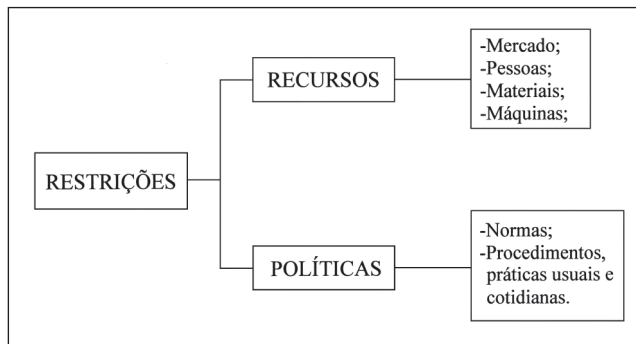 RESTRIÇÕES
RECURSOS
-Mercado;
-Pessoas;
-Materiais;
-Máquinas;
POLÍTICAS
-Normas;
-Procedimentos,
práticas usuais e
cotidianas.